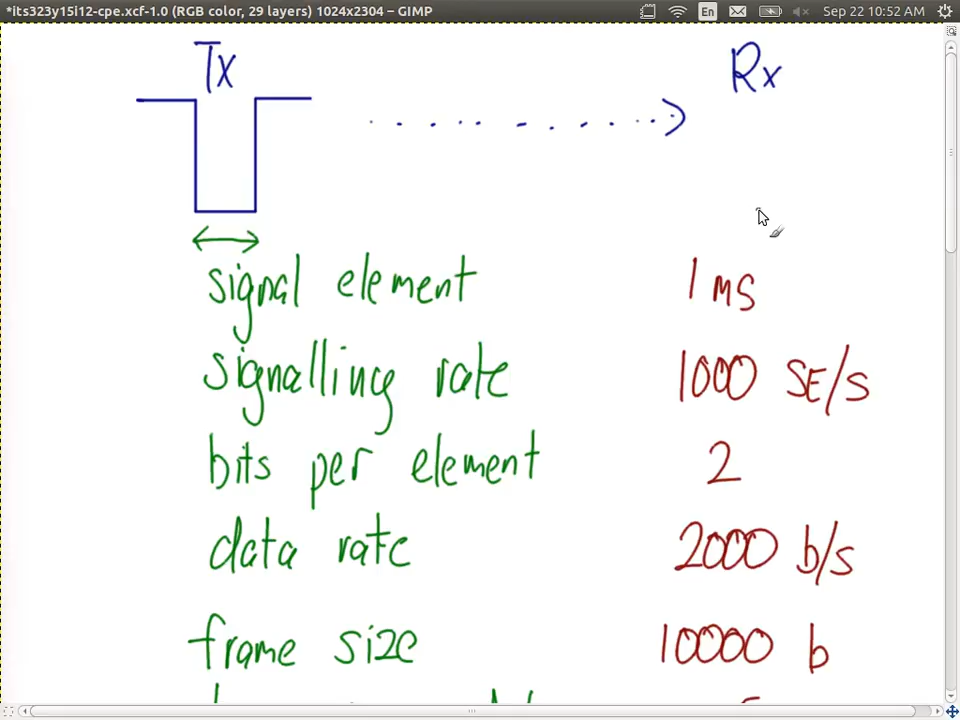 *its323y15i12-cpe.xcf-1.0 (RGB color, 29 layers) 1024x2304 – GIMP En Sep 22 10:52 AM
Tx Rx
signal element 1 ms
signalling rate 1000 SE/s
bits per element 2
data rate 2000 b/s
frame size 10000 b